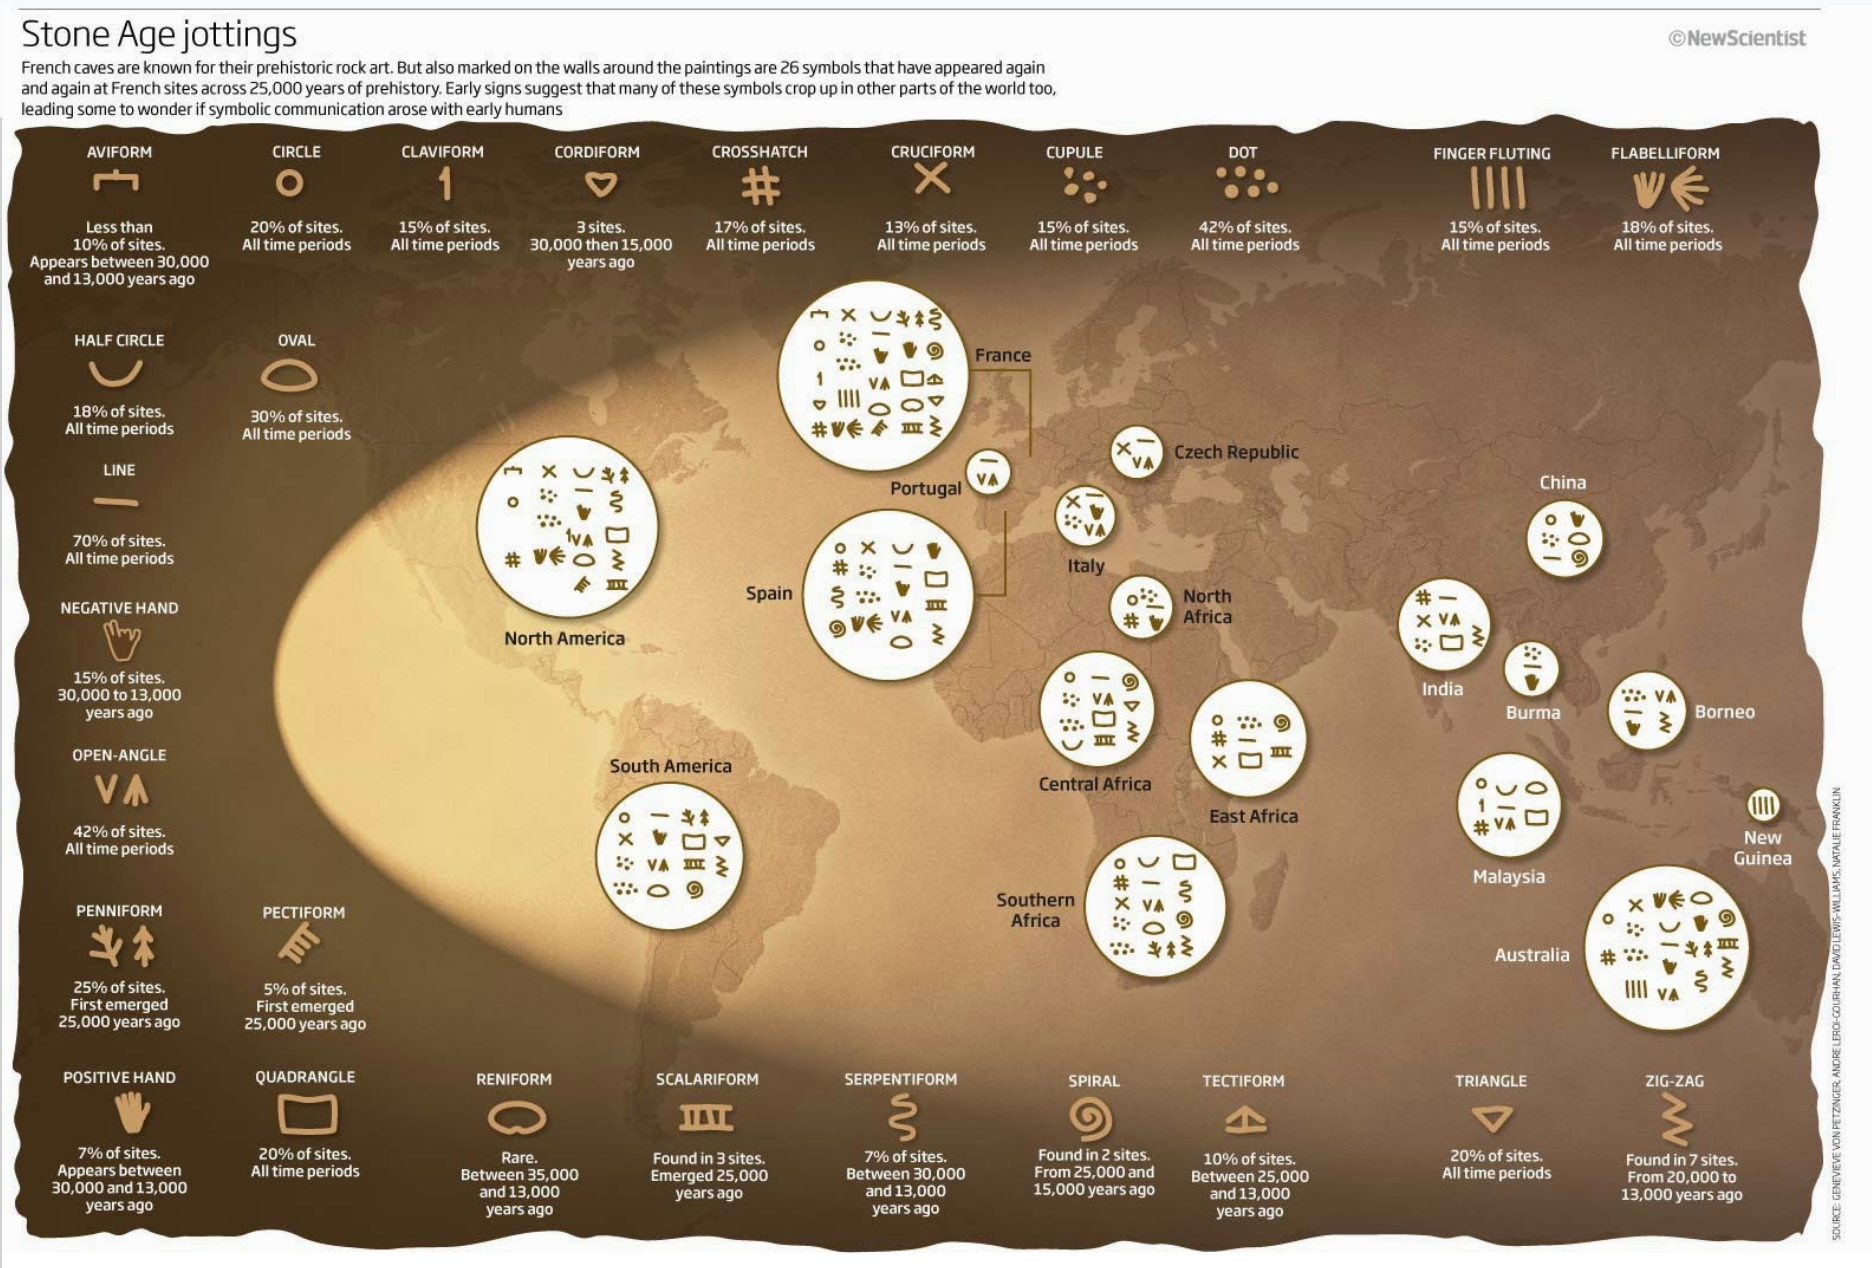 Stone Age jottings
©NewScientist
French caves are known for their prehistoric rock art. But also marked on the walls around the paintings are 26 symbols that have appeared again
and again at French sites across 25,000 years of prehistory. Early signs suggest that many of these symbols crop up in other parts of the world too,
leading some to wonder if symbolic communication arose with early humans
AVIFORM
Less than
10% of sites.
Appears between 30,000
and 13,000 years ago
CIRCLE
20% of sites.
All time periods
CLAVIFORM
15% of sites.
All time periods
CORDIFORM
3 sites.
30,000 then 15,000
years ago
CROSSHATCH
17% of sites.
All time periods
CRUCIFORM
13% of sites.
All time periods
CUPULE
15% of sites.
All time periods
DOT
42% of sites.
All time periods
FINGER FLUTING
15% of sites.
All time periods
FLABELLIFORM
18% of sites.
All time periods
HALF CIRCLE
18% of sites.
All time periods
OVAL
30% of sites.
All time periods
LINE
70% of sites.
All time periods
NEGATIVE HAND
15% of sites.
30,000 to 13,000
years ago
OPEN-ANGLE
42% of sites.
All time periods
PENNIFORM
25% of sites.
First emerged
25,000 years ago
PECTIFORM
5% of sites.
First emerged
25,000 years ago
France
Portugal
Spain
Czech Republic
Italy
North
Africa
North America
South America
Central Africa
East Africa
Southern
Africa
China
India
Burma
Borneo
Malaysia
New
Guinea
Australia
POSITIVE HAND
7% of sites.
Appears between
30,000 and 13,000
years ago
QUADRANGLE
20% of sites.
All time periods
RENIFORM
Rare.
Between 35,000
and 13,000
years ago
SCALARIFORM
Found in 3 sites.
Emerged 25,000
years ago
SERPENTIFORM
7% of sites.
Between 30,000
and 13,000
years ago
SPIRAL
Found in 2 sites.
From 25,000 and
15,000 years ago
TECTIFORM
10% of sites.
Between 25,000
and 13,000
years ago
TRIANGLE
20% of sites.
All time periods
ZIG-ZAG
Found in 7 sites.
From 20,000 to
13,000 years ago
SOURCE: GENEVIEVE VON PETZINGER, ANDRE LEROI-GOURHAN, DAVID LEWIS-WILLIAMS, NATALIE FRANKLIN